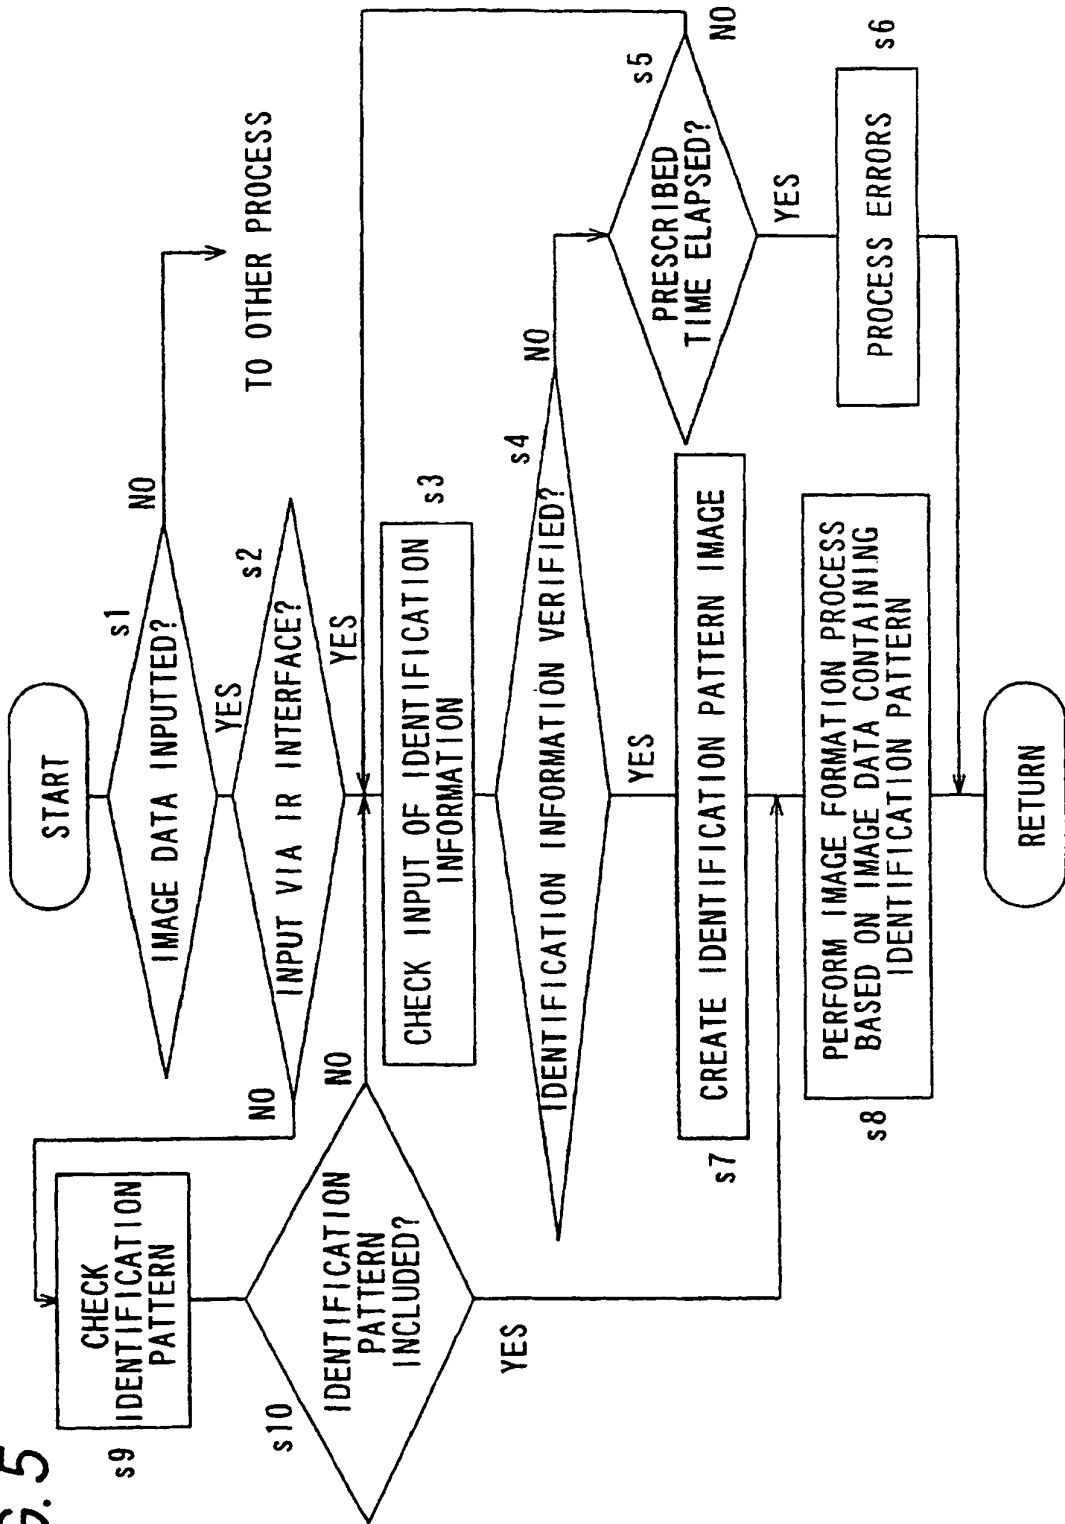 G. 5
START
s1
IMAGE DATA INPUTTED?
NO
TO OTHER PROCESS
YES
s2
INPUT VIA IR INTERFACE?
NO
YES
s9
CHECK
IDENTIFICATION
PATTERN
s10
IDENTIFICATION
PATTERN
INCLUDED?
NO
YES
s3
CHECK INPUT OF IDENTIFICATION
INFORMATION
s4
IDENTIFICATION INFORMATION VERIFIED?
NO
YES
s5
PRESCRIBED
TIME ELAPSED?
NO
YES
s6
PROCESS ERRORS
s7
CREATE IDENTIFICATION PATTERN IMAGE
s8
PERFORM IMAGE FORMATION PROCESS
BASED ON IMAGE DATA CONTAINING
IDENTIFICATION PATTERN
RETURN